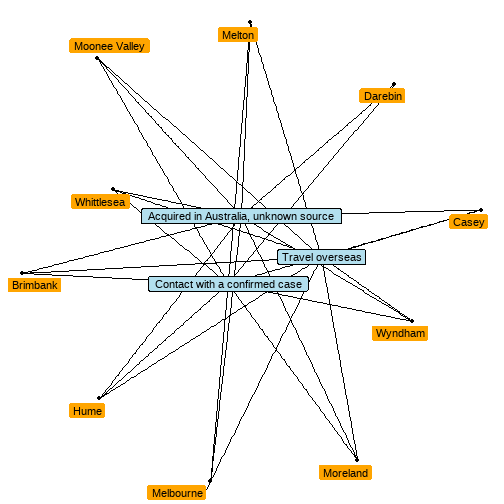 Melton
Moonee Valley
Darebin
Whittlesea
Acquired in Australia, unknown source
Casey
Travel overseas
Brimbank
Contact with a confirmed case
Wyndham
Hume
Moreland
Melbourne